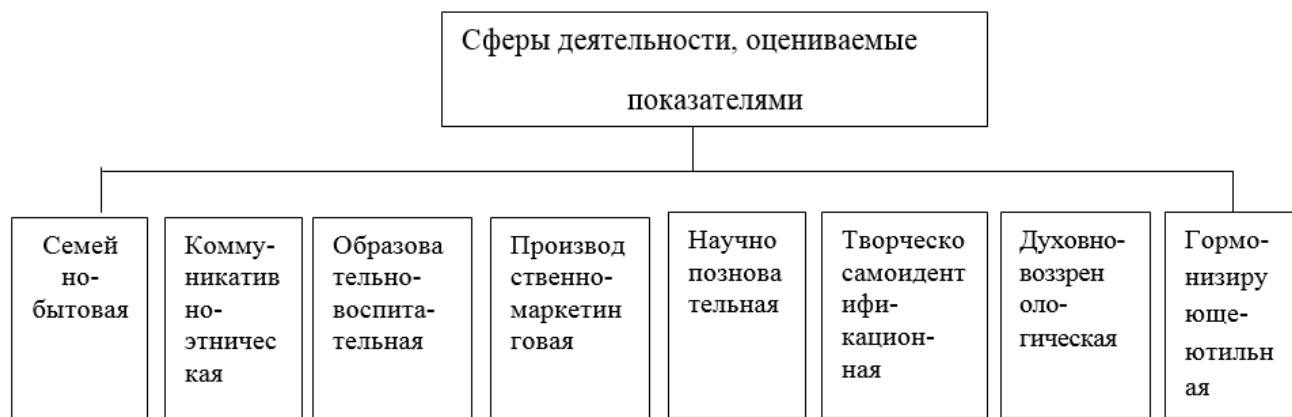 Сферы деятельности, оцениваемые
показателями
Семей
но-
бытовая
Комму-
никатив
но-
этничес
кая
Образова
тельно-
воспита-
тельная
Производ
ственно-
маркетин
говая
Научно
познова
тельная
Творческо
самоидент
ифи-
кацион-
ная
Духовно-
воззрен
оло-
гическая
Гормо-
низиру
юще-
ютильн
ая